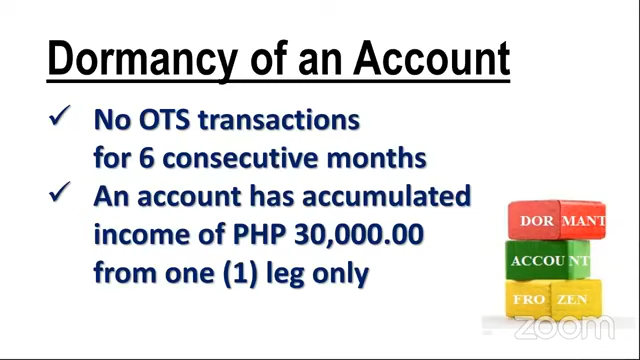 Dormancy of an Account
✓ No OTS transactions
for 6 consecutive months
✓ An account has accumulated
income of PHP 30,000.00
from one (1) leg only
DOR MANT
ACCOU NT
FRO ZEN
zoom